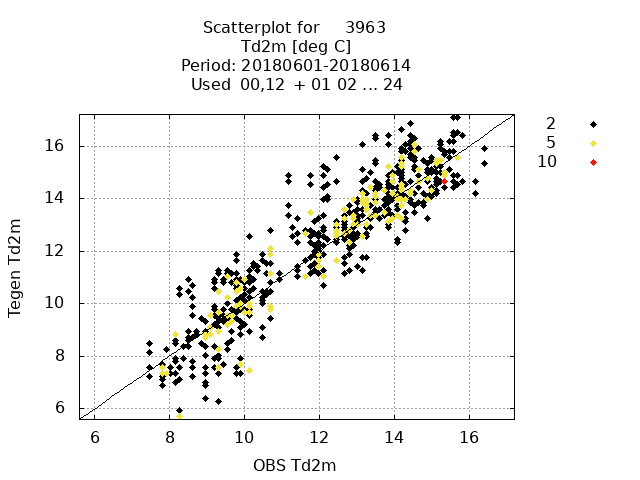 Scatterplot for 3963
Td2m [deg C]
Period: 20180601-20180614
Used 00,12 + 01 02 ... 24
2
5
10
16
14
12
10
8
6
Tegen Td2m
6 8 10 12 14 16
OBS Td2m